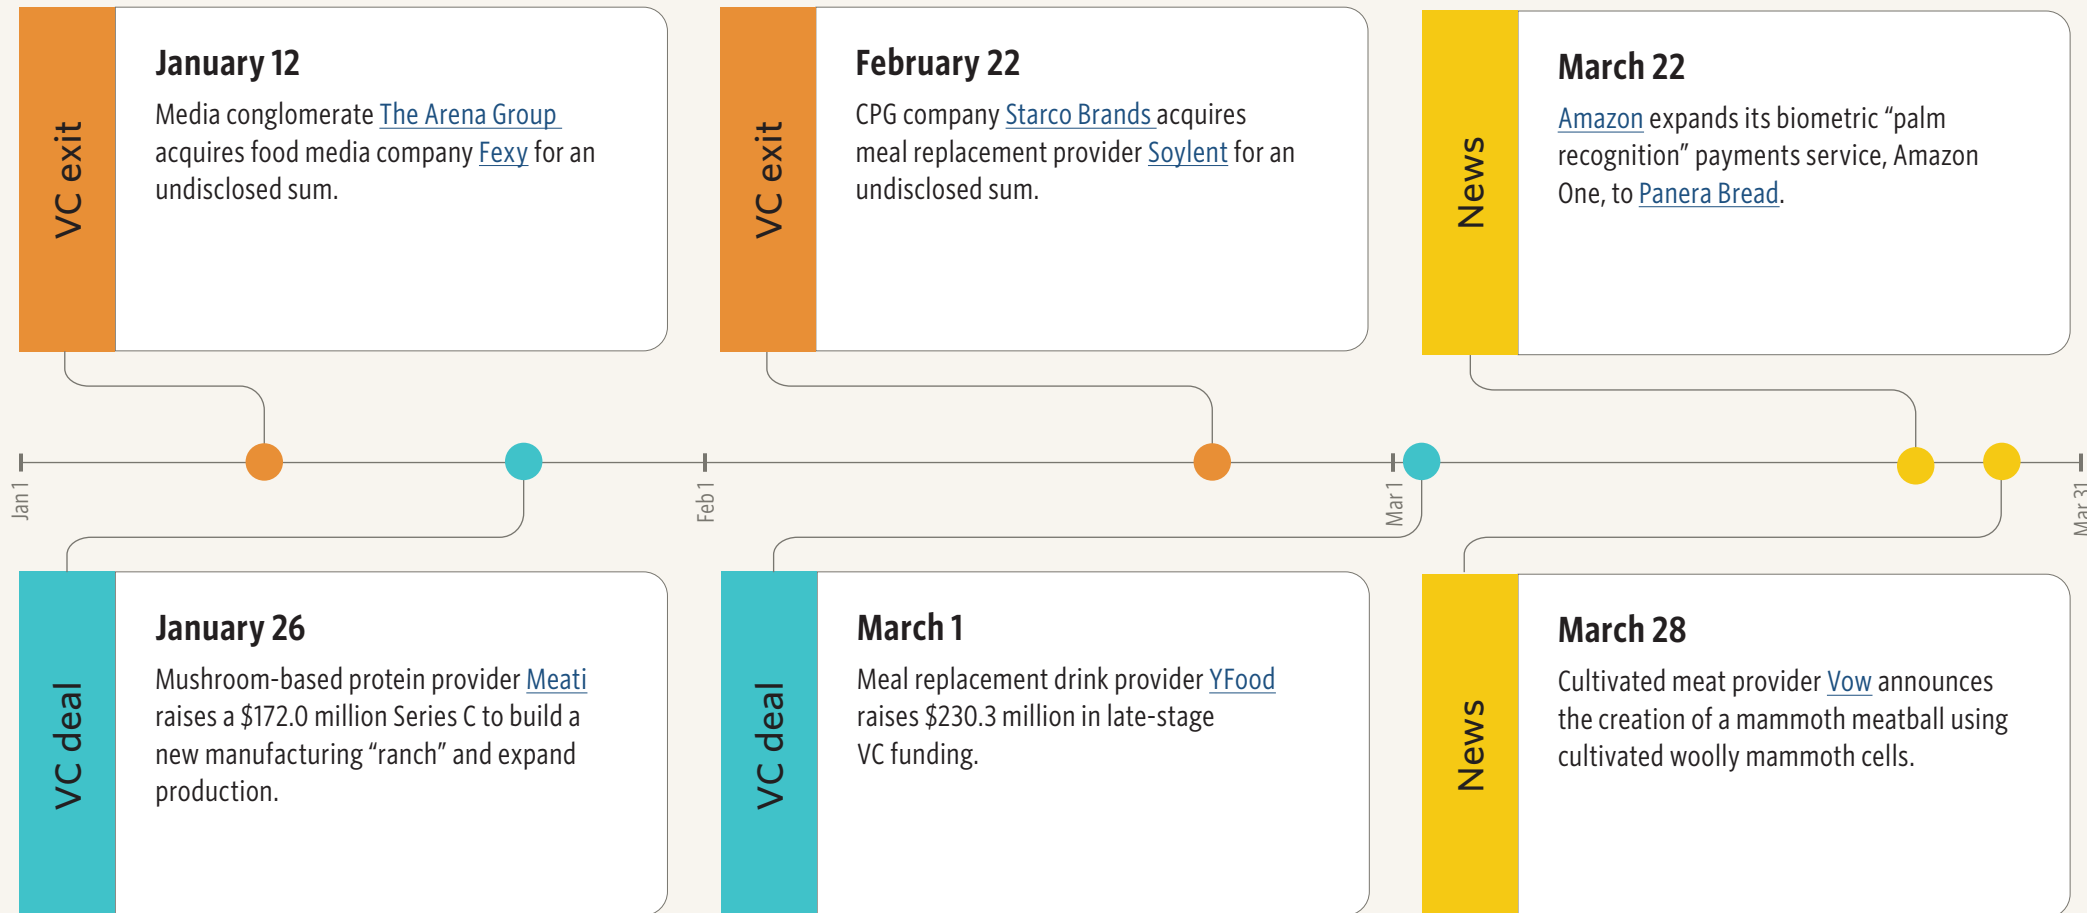 VC exit
January 12
Media conglomerate The Arena Group
acquires food media company Fexy for an
undisclosed sum.
VC exit
February 22
CPG company Starco Brands acquires
meal replacement provider Soylent for an
undisclosed sum.
News
March 22
Amazon expands its biometric “palm
recognition” payments service, Amazon
One, to Panera Bread.
Jan 1
Feb 1
Mar 1
Mar 31
VC deal
January 26
Mushroom-based protein provider Meati
raises a $172.0 million Series C to build a
new manufacturing “ranch” and expand
production.
VC deal
March 1
Meal replacement drink provider YFood
raises $230.3 million in late-stage
VC funding.
News
March 28
Cultivated meat provider Vow announces
the creation of a mammoth meatball using
cultivated woolly mammoth cells.